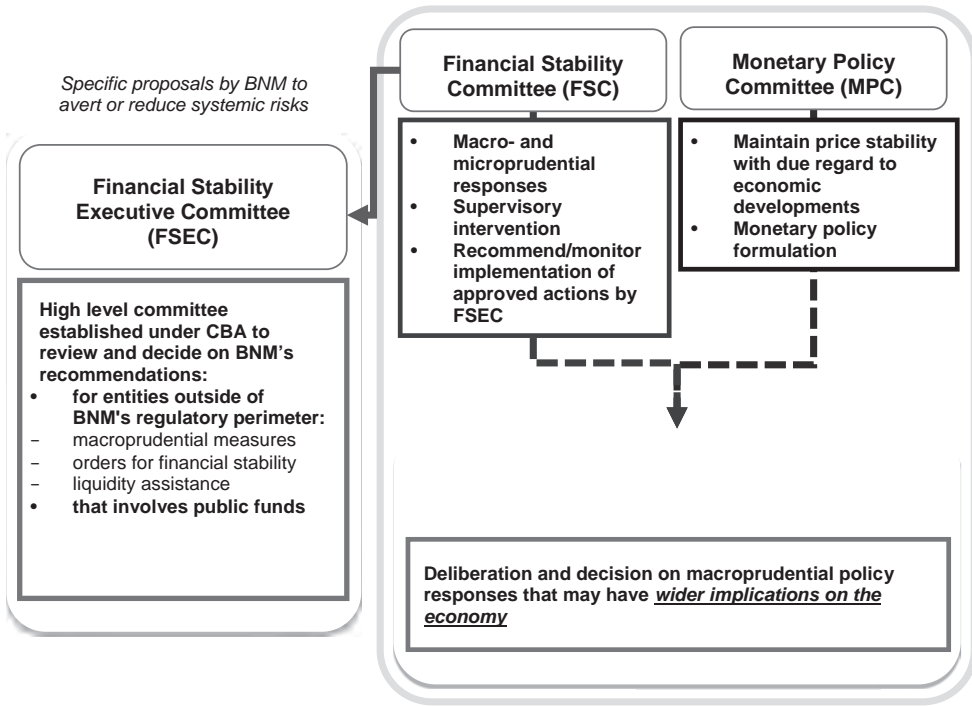 Specific proposals by BNM to
avert or reduce systemic risks
Financial Stability
Executive Committee
(FSEC)
High level committee
established under CBA to
review and decide on BNM’s
recommendations:
• for entities outside of
BNM's regulatory perimeter:
– macroprudential measures
– orders for financial stability
– liquidity assistance
• that involves public funds
Financial Stability
Committee (FSC)
• Macro- and
microprudential
responses
• Supervisory
intervention
• Recommend/monitor
implementation of
approved actions by
FSEC
Monetary Policy
Committee (MPC)
• Maintain price stability
with due regard to
economic
developments
• Monetary policy
formulation
Deliberation and decision on macroprudential policy
responses that may have wider implications on the
economy